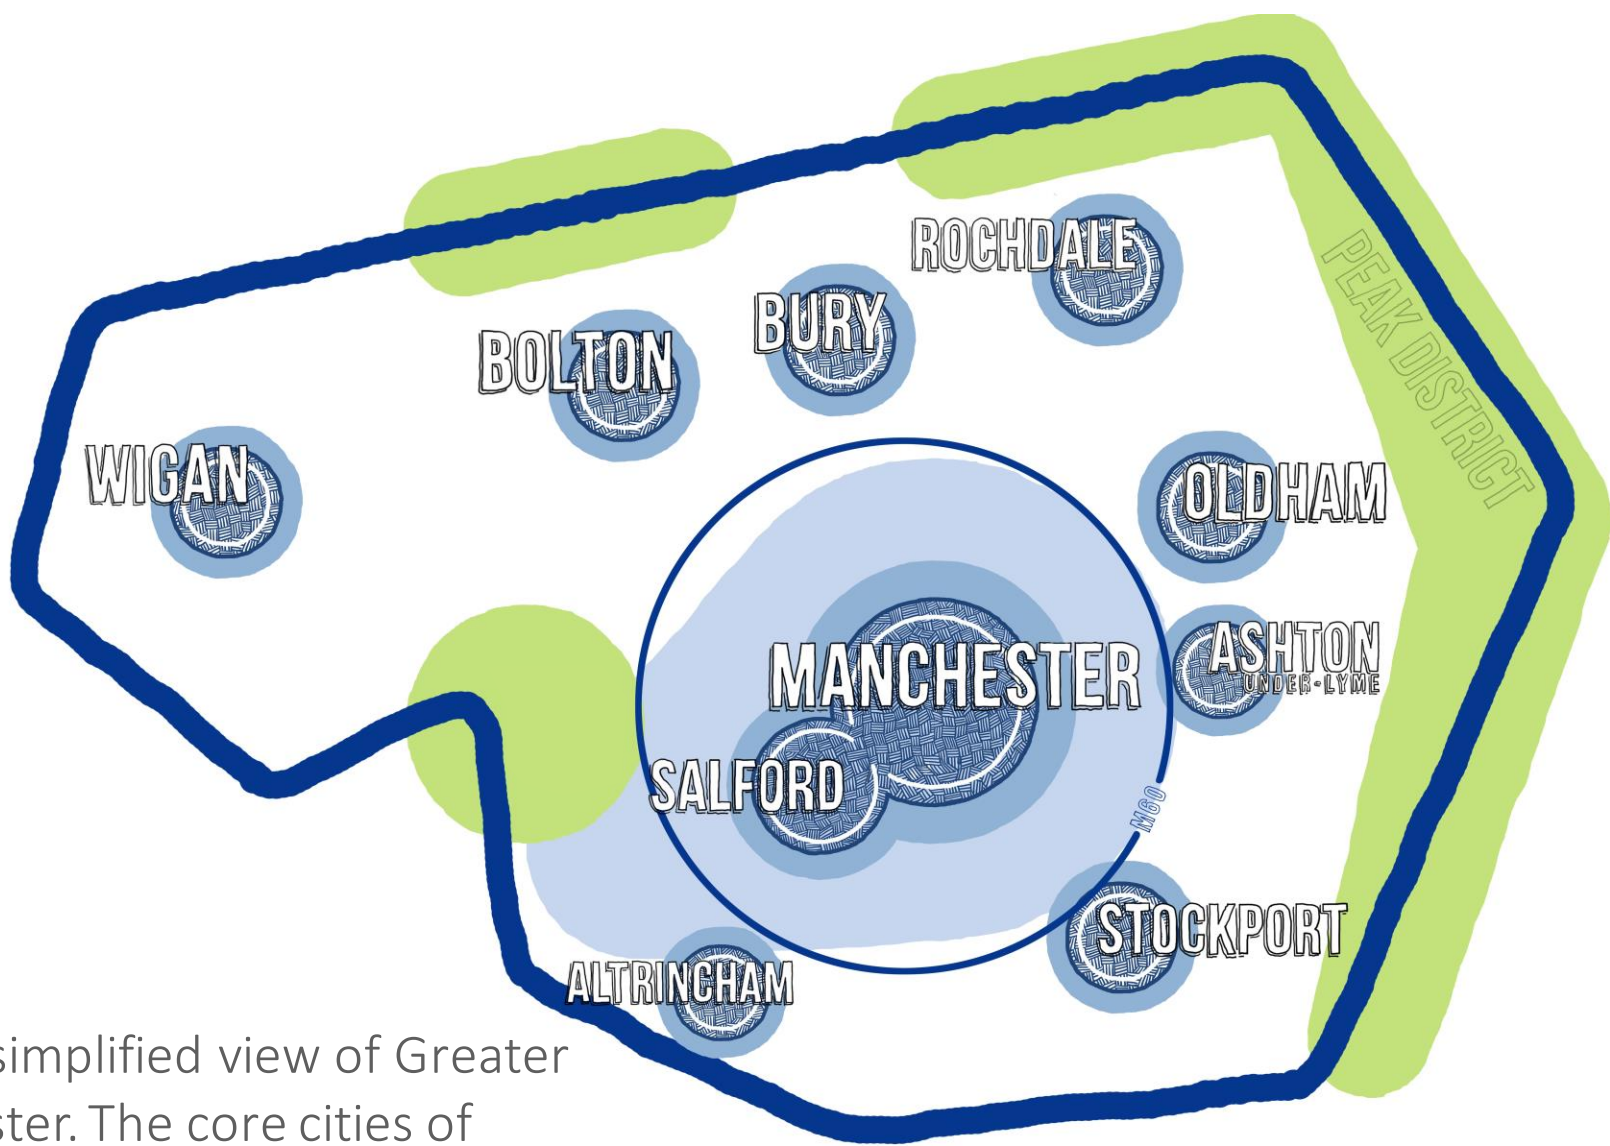 ROCHDALE
PEAK DISTRICT
BURY
BOLTON
WIGAN
OLDHAM
ASHTON
UNDER-LYME
MANCHESTER
SALFORD
M60
STOCKPORT
ALTRINCHAM
simplified view of Greater
ster. The core cities of